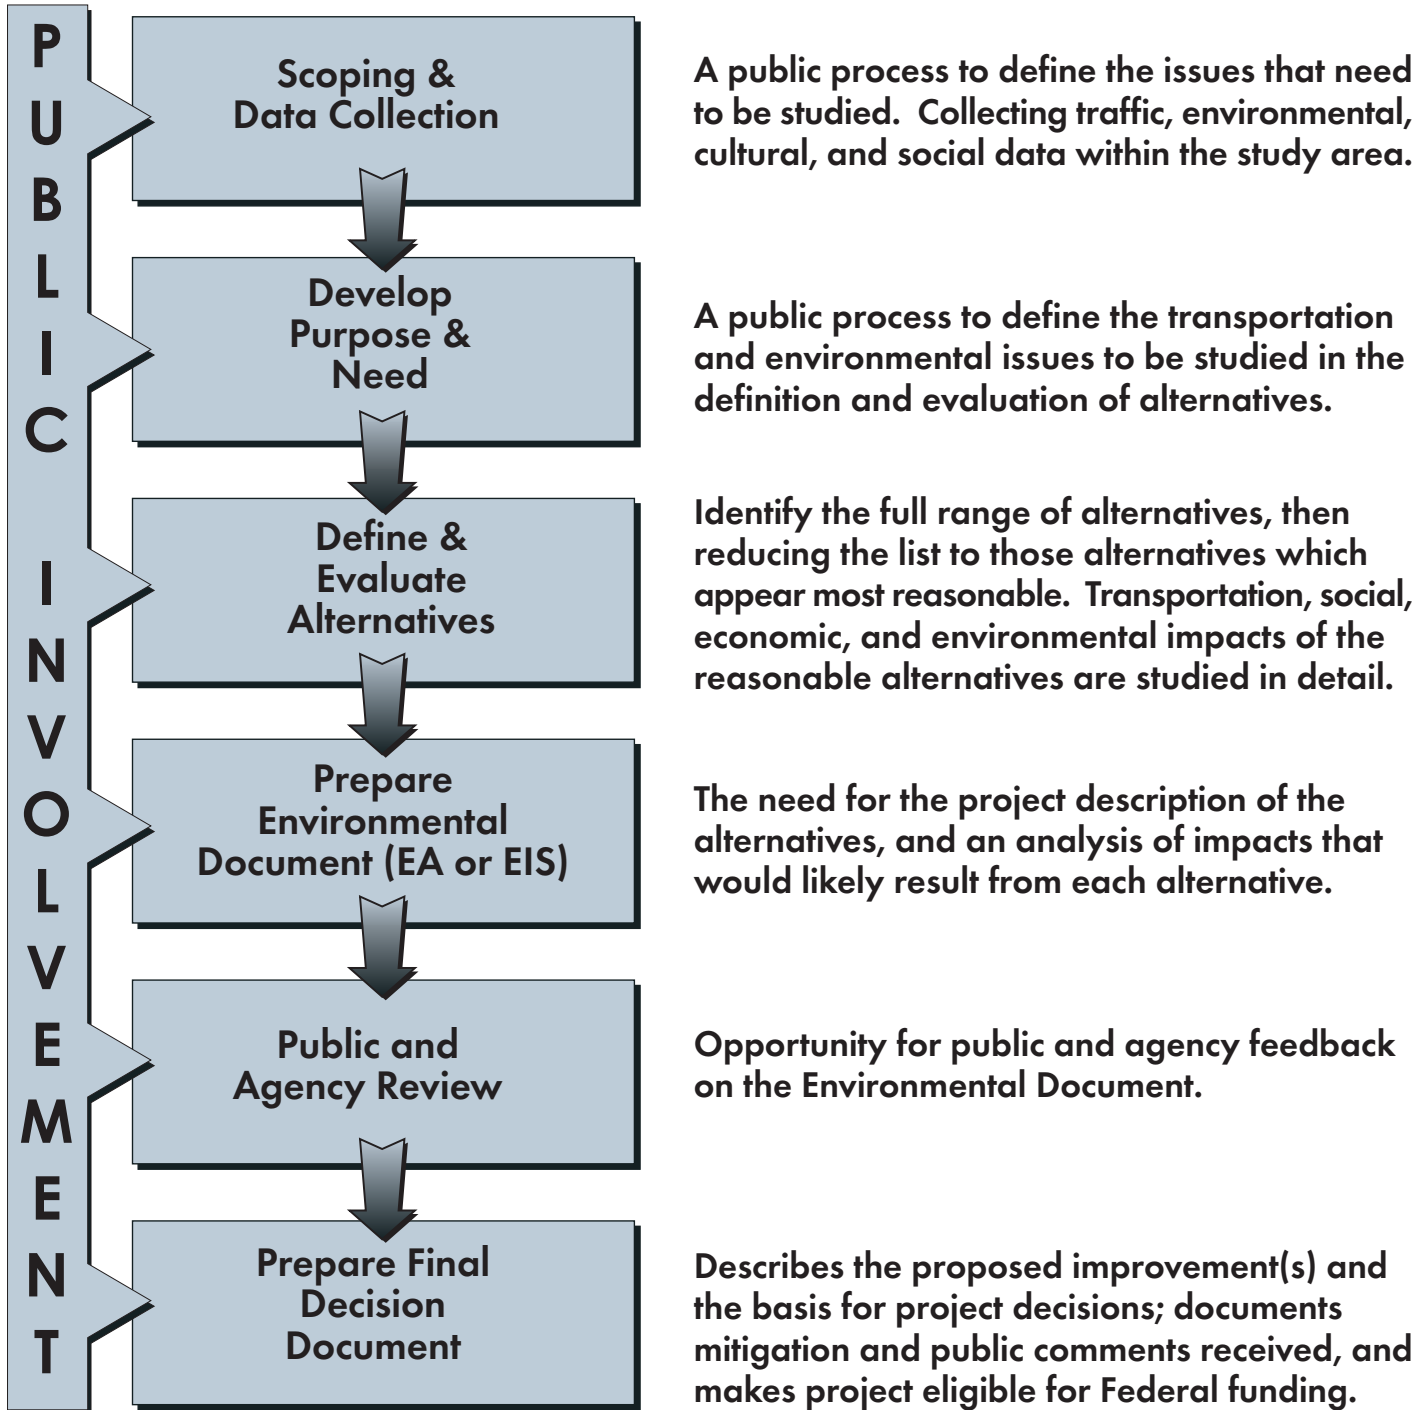 PUBLIC INVOLVEMENT
Scoping &
Data Collection
A public process to define the issues that need
to be studied.  Collecting traffic, environmental,
cultural, and social data within the study area.
Develop
Purpose &
Need
A public process to define the transportation
and environmental issues to be studied in the
definition and evaluation of alternatives.
Define &
Evaluate
Alternatives
Identify the full range of alternatives, then
reducing the list to those alternatives which
appear most reasonable.  Transportation, social,
economic, and environmental impacts of the
reasonable alternatives are studied in detail.
Prepare
Environmental
Document (EA or EIS)
The need for the project description of the
alternatives, and an analysis of impacts that
would likely result from each alternative.
Public and
Agency Review
Opportunity for public and agency feedback
on the Environmental Document.
Prepare Final
Decision
Document
Describes the proposed improvement(s) and
the basis for project decisions; documents
mitigation and public comments received, and
makes project eligible for Federal funding.